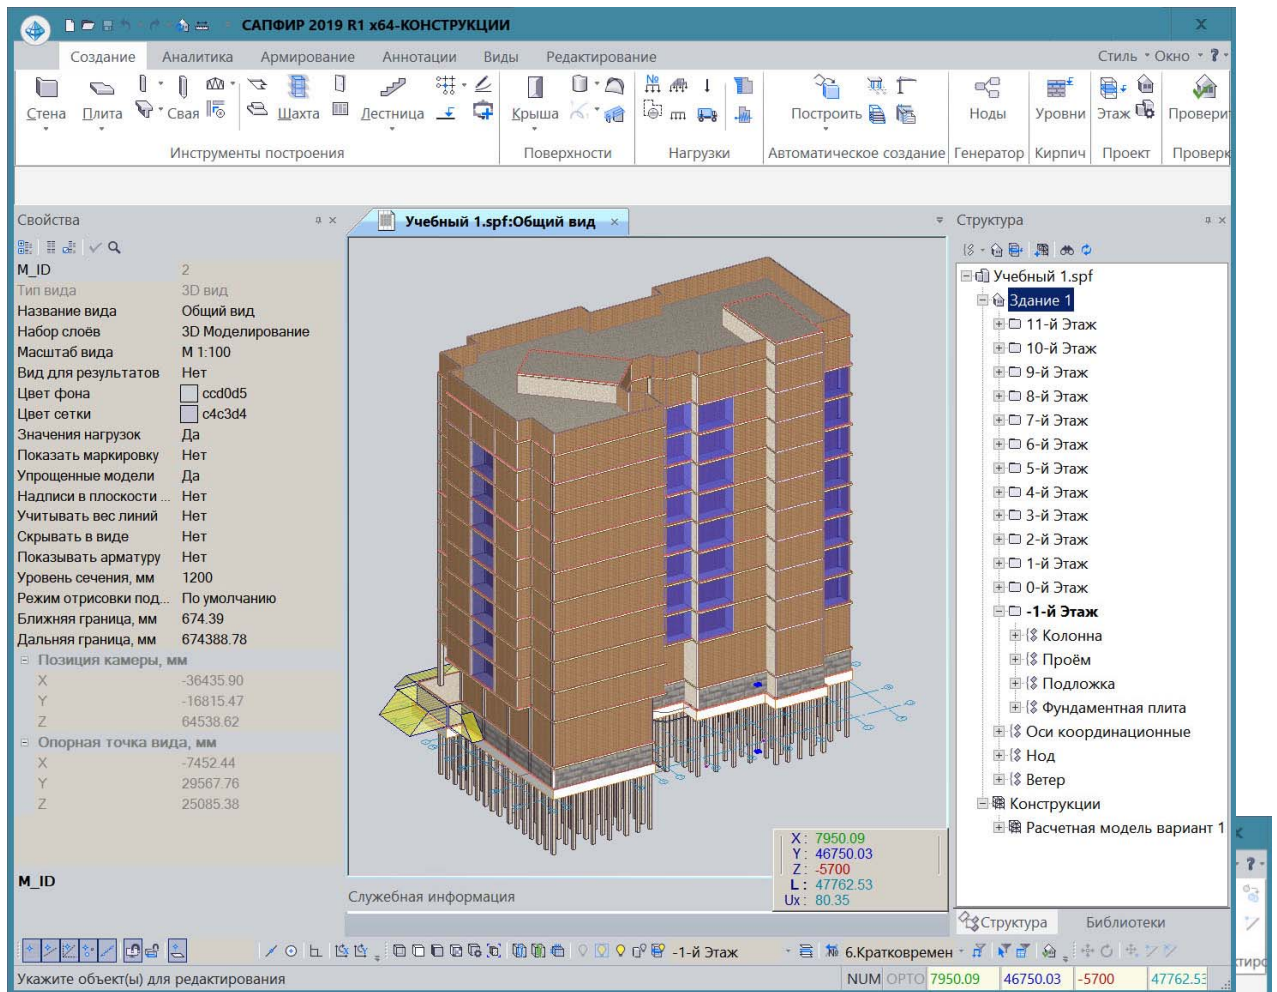 САПФИР 2019 R1 x64-КОНСТРУКЦИИ
X
Создание Аналитика Армирование Аннотации Виды Редактирование Стиль Окно ?
Стена Плита Свая Шахта Лестница Крыша Построить Ноды Уровни Этаж Провери
Инструменты построения Поверхности Нагрузки Автоматическое создание Генератор Кирпич Проект Проверк
Свойства
Учебный 1.spf:Общий вид
Структура
M_ID 2
Тип вида 3D вид
Название вида Общий вид
Набор слоёв 3D Моделирование
Масштаб вида М 1:100
Вид для результатов Нет
Цвет фона ccd0d5
Цвет сетки c4c3d4
Значения нагрузок Да
Показать маркировку Нет
Упрощенные модели Да
Надписи в плоскости ... Нет
Учитывать вес линий Нет
Скрывать в виде Нет
Показывать арматуру Нет
Уровень сечения, мм 1200
Режим отрисовки под... По умолчанию
Ближняя граница, мм 674.39
Дальняя граница, мм 674388.78
Позиция камеры, мм
X -36435.90
Y -16815.47
Z 64538.62
Опорная точка вида, мм
X -7452.44
Y 29567.76
Z 25085.38
M_ID
X: 7950.09
Y: 46750.03
Z: -5700
L: 47762.53
Ux: 80.35
Служебная информация
Учебный 1.spf
Здание 1
11-й Этаж
10-й Этаж
9-й Этаж
8-й Этаж
7-й Этаж
6-й Этаж
5-й Этаж
4-й Этаж
3-й Этаж
2-й Этаж
1-й Этаж
0-й Этаж
-1-й Этаж
Колонна
Проём
Подложка
Фундаментная плита
Оси координационные
Нод
Ветер
Конструкции
Расчетная модель вариант 1
Структура Библиотеки
-1-й Этаж 6.Кратковремен
Укажите объект(ы) для редактирования NUM ОРТО 7950.09 46750.03 -5700 47762.53
?